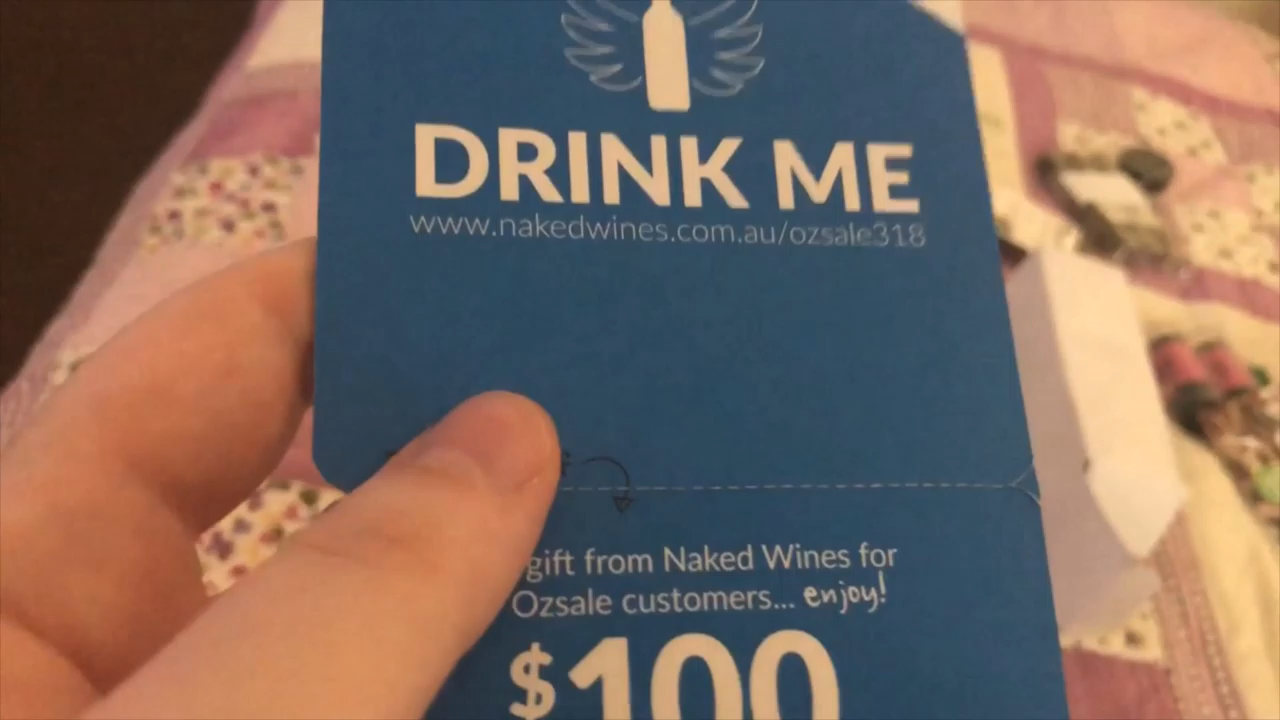 DRINK ME
www.nakedwines.com.au/ozsale318
gift from Naked Wines for
Ozsale customers... enjoy!
$100